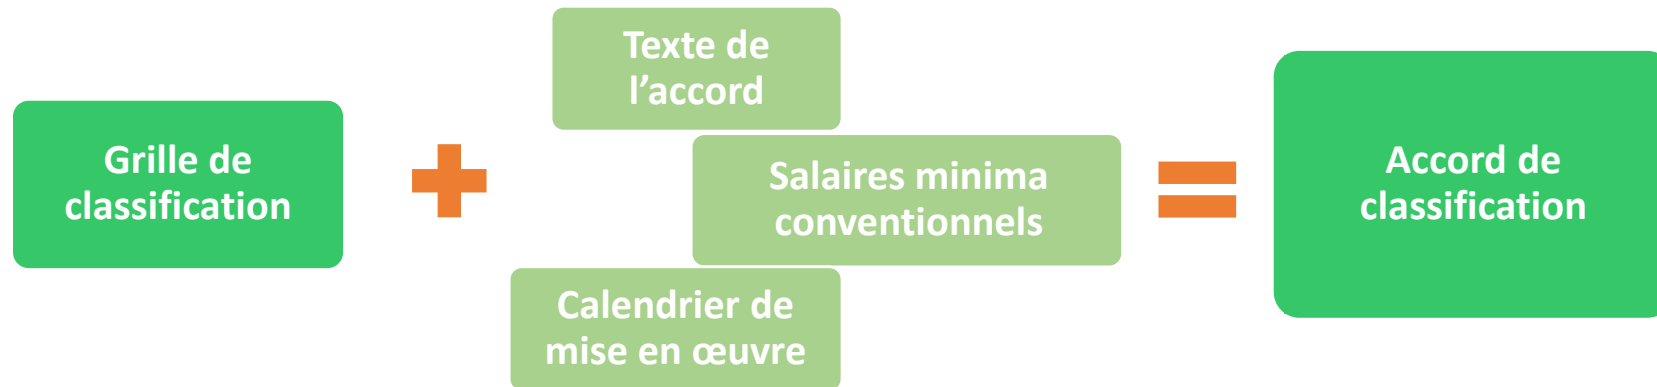 Grille de
classification
Texte de
l’accord
Salaires minima
conventionnels
Calendrier de
mise en œuvre
Accord de
classification